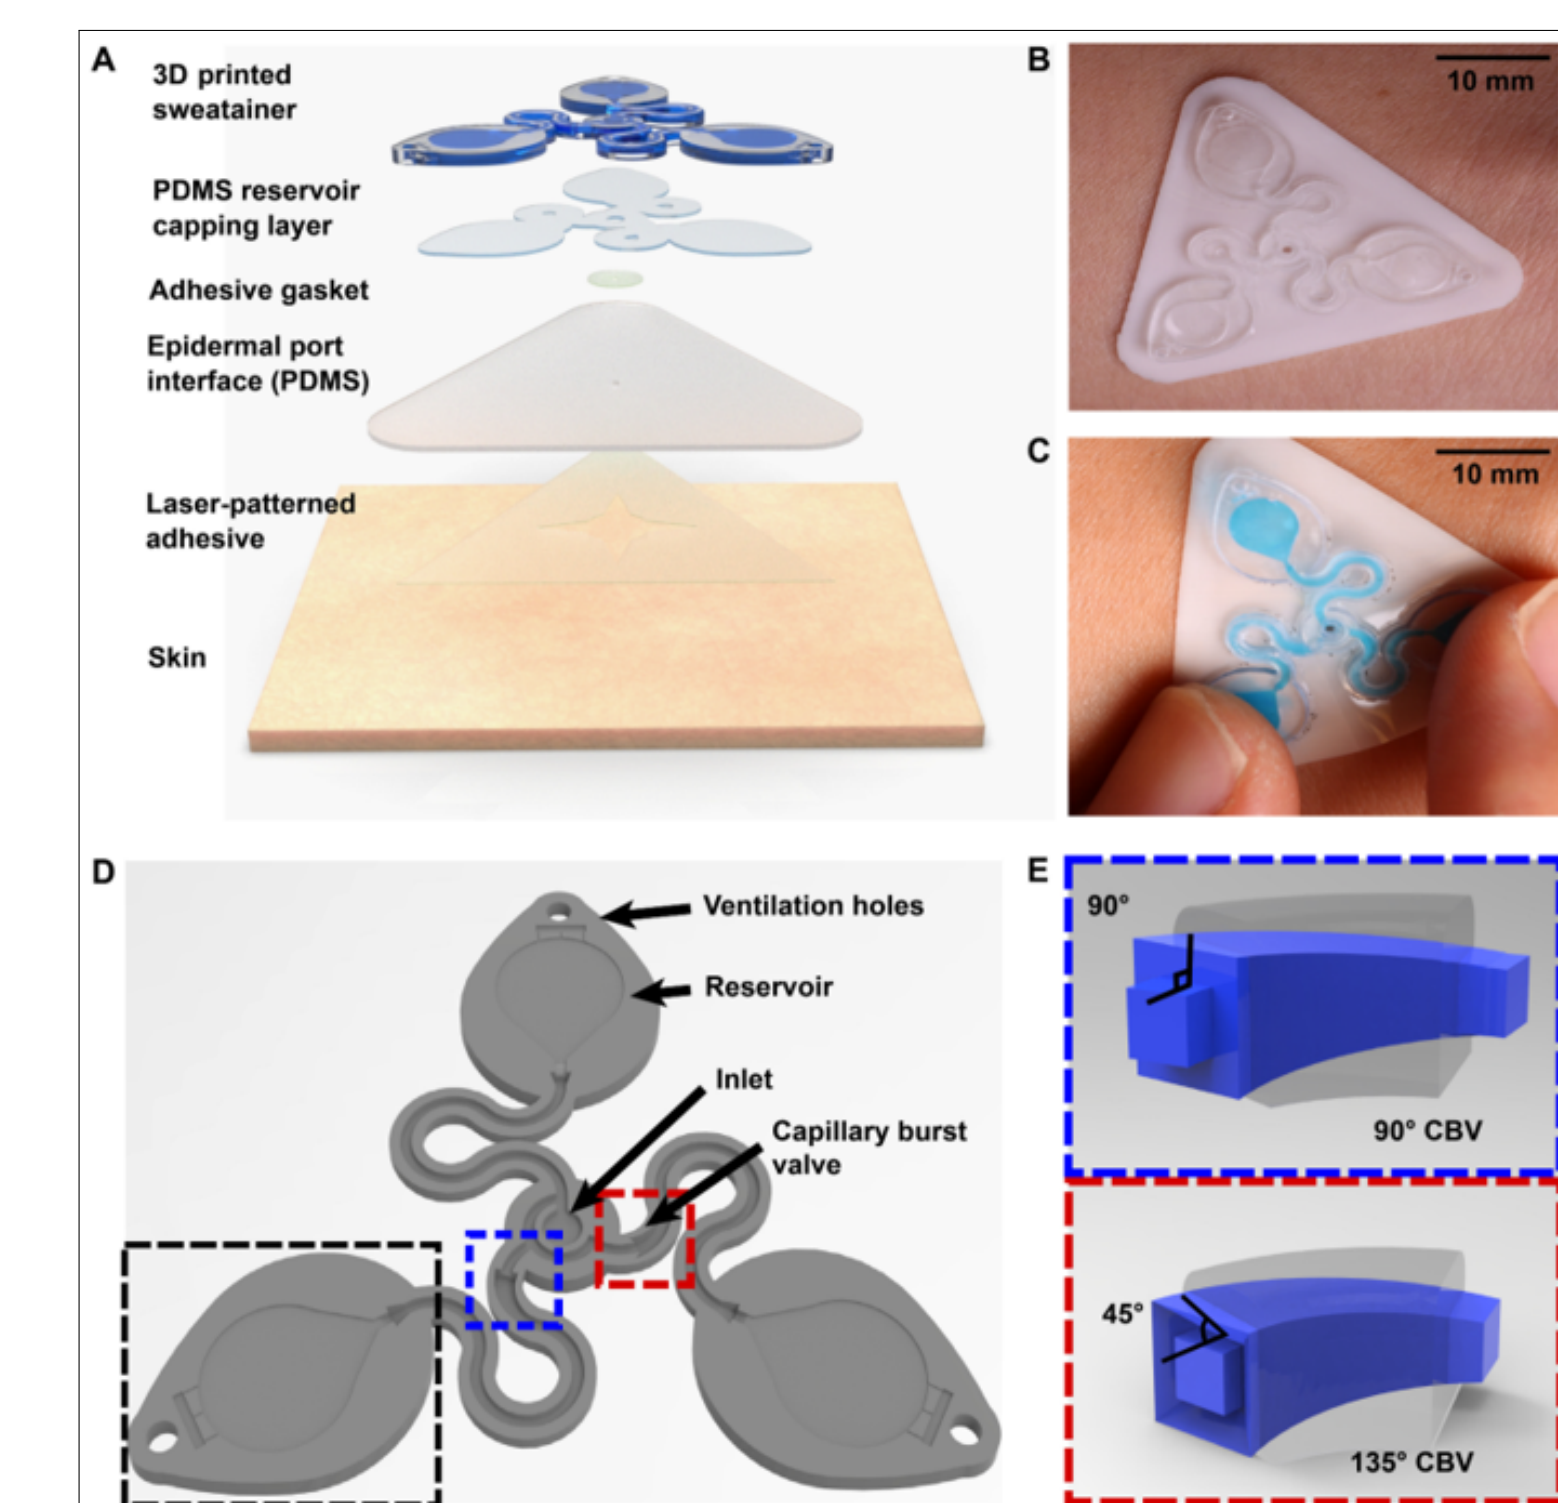 A
3D printed
sweatainer
PDMS reservoir
capping layer
Adhesive gasket
Epidermal port
interface (PDMS)
Laser-patterned
adhesive
Skin
B
10 mm
C
10 mm
D
Ventilation holes
Reservoir
Inlet
Capillary burst
valve
E
90°
90° CBV
45°
135° CBV